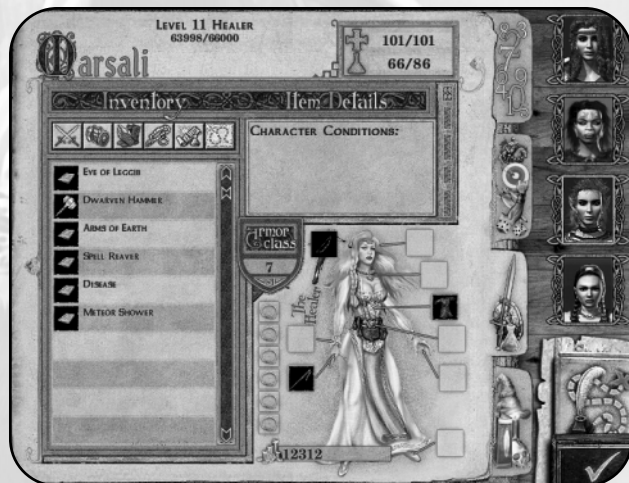 Level 11 Healer
63998/66000
Marsali
101/101
66/86
Inventory
Item Details
Character Conditions:
Eye of Leggib
Dwarven Hammer
Arms of Earth
Spell Reaver
Disease
Meteor Shower
Armor
Class
7
The
Healer
12312